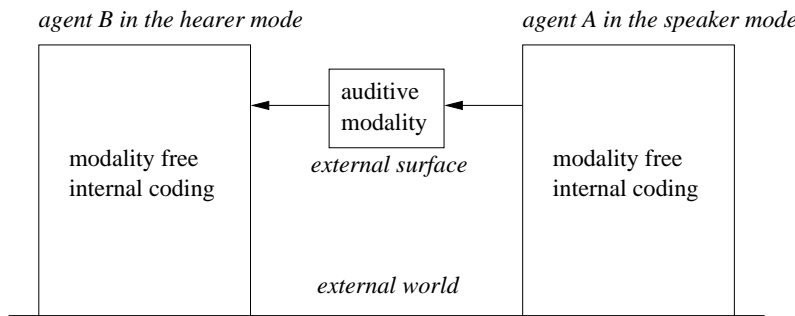 agent B in the hearer mode
agent A in the speaker mode
auditive
modality
external surface
modality free
internal coding
modality free
internal coding
external world